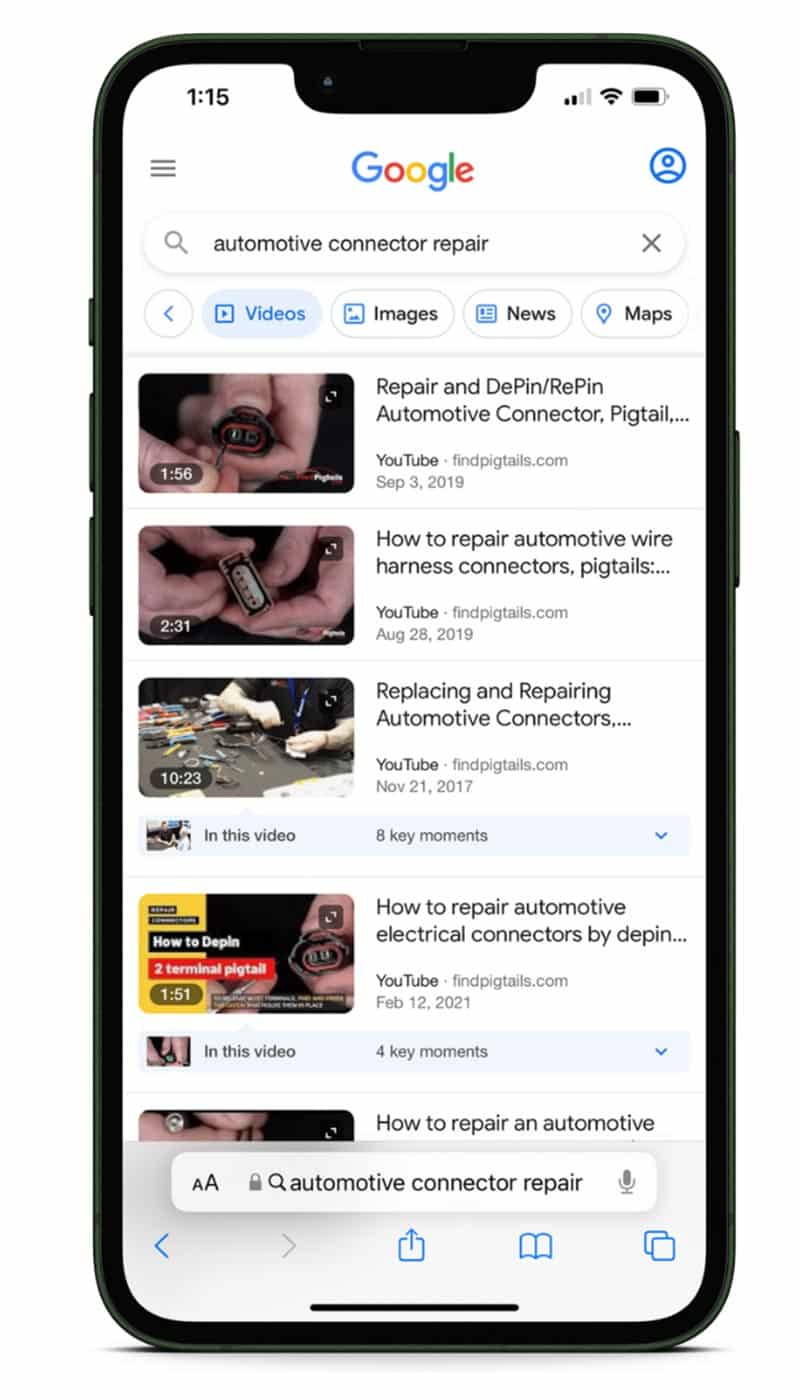 1:15
Google
automotive connector repair
Videos Images News Maps
Repair and DePin/RePin
Automotive Connector, Pigtail,...
1:56
Pigtails
YouTube · findpigtails.com
Sep 3, 2019
How to repair automotive wire
harness connectors, pigtails:...
2:31
YouTube · findpigtails.com
Aug 28, 2019
Replacing and Repairing
Automotive Connectors,...
10:23
YouTube · findpigtails.com
Nov 21, 2017
In this video 8 key moments
REPAIR
CONNECTORS
How to Depin
2 terminal pigtail
1:51
How to repair automotive
electrical connectors by depin...
YouTube · findpigtails.com
Feb 12, 2021
In this video 4 key moments
How to repair an automotive
AA automotive connector repair